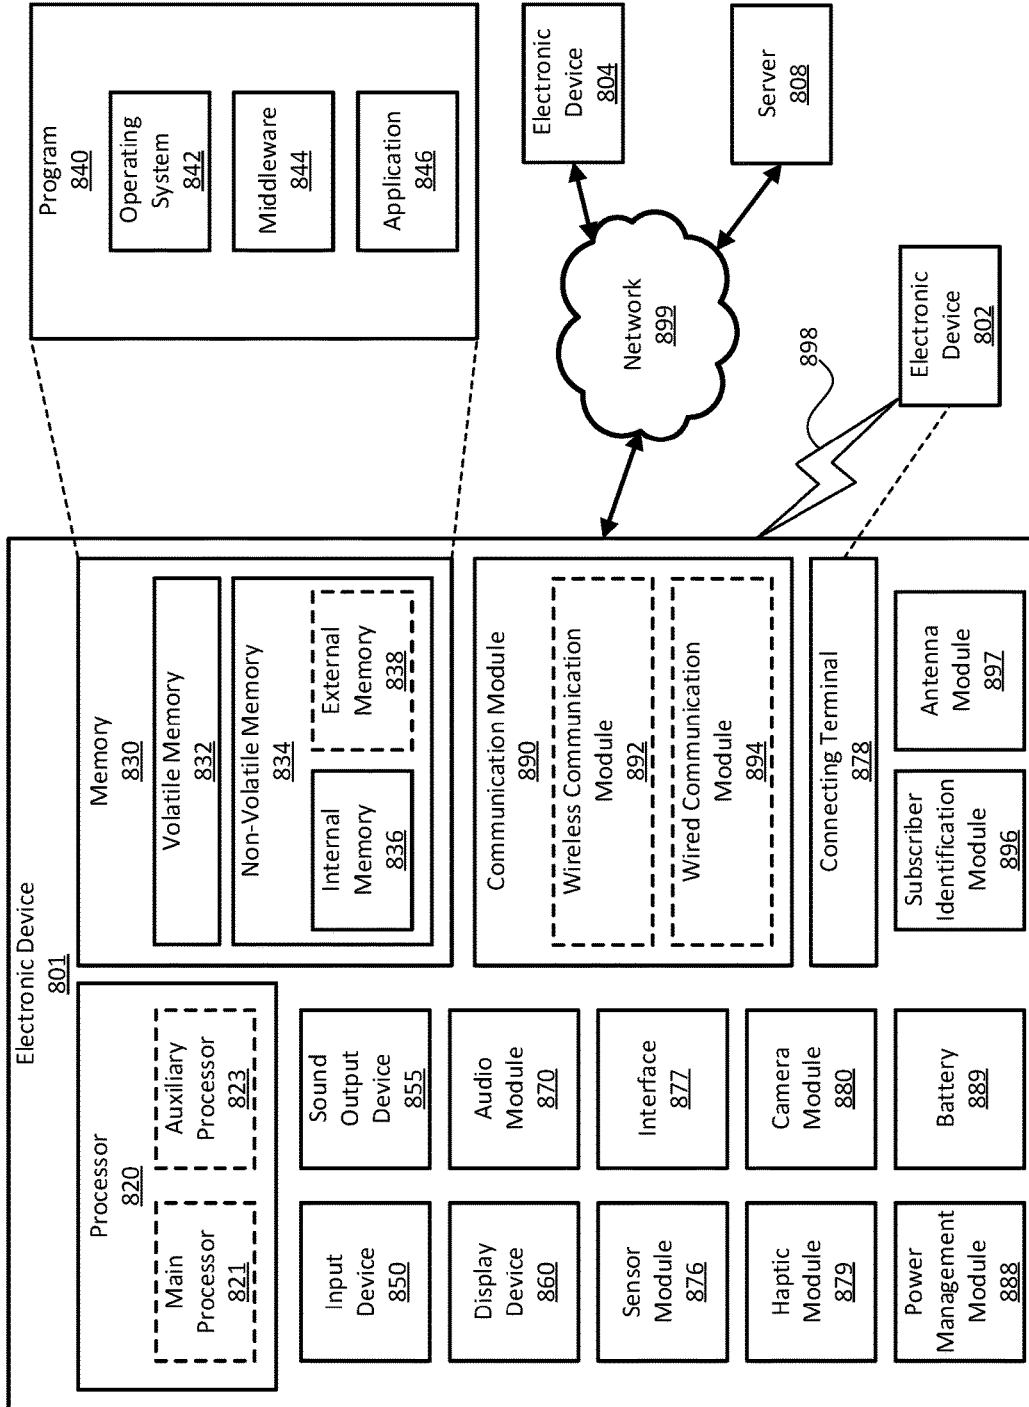 Electronic Device
801
Processor
820
Main
Processor
821
Auxiliary
Processor
823
Input
Device
850
Sound
Output
Device
855
Display
Device
860
Audio
Module
870
Sensor
Module
876
Interface
877
Haptic
Module
879
Camera
Module
880
Power
Management
Module
888
Battery
889
Memory
830
Volatile Memory
832
Non-Volatile Memory
834
Internal
Memory
836
External
Memory
838
Communication Module
890
Wireless Communication
Module
892
Wired Communication
Module
894
Connecting Terminal
878
Subscriber
Identification
Module
896
Antenna
Module
897
Program
840
Operating
System
842
Middleware
844
Application
846
Network
899
Electronic
Device
804
Server
808
898
Electronic
Device
802